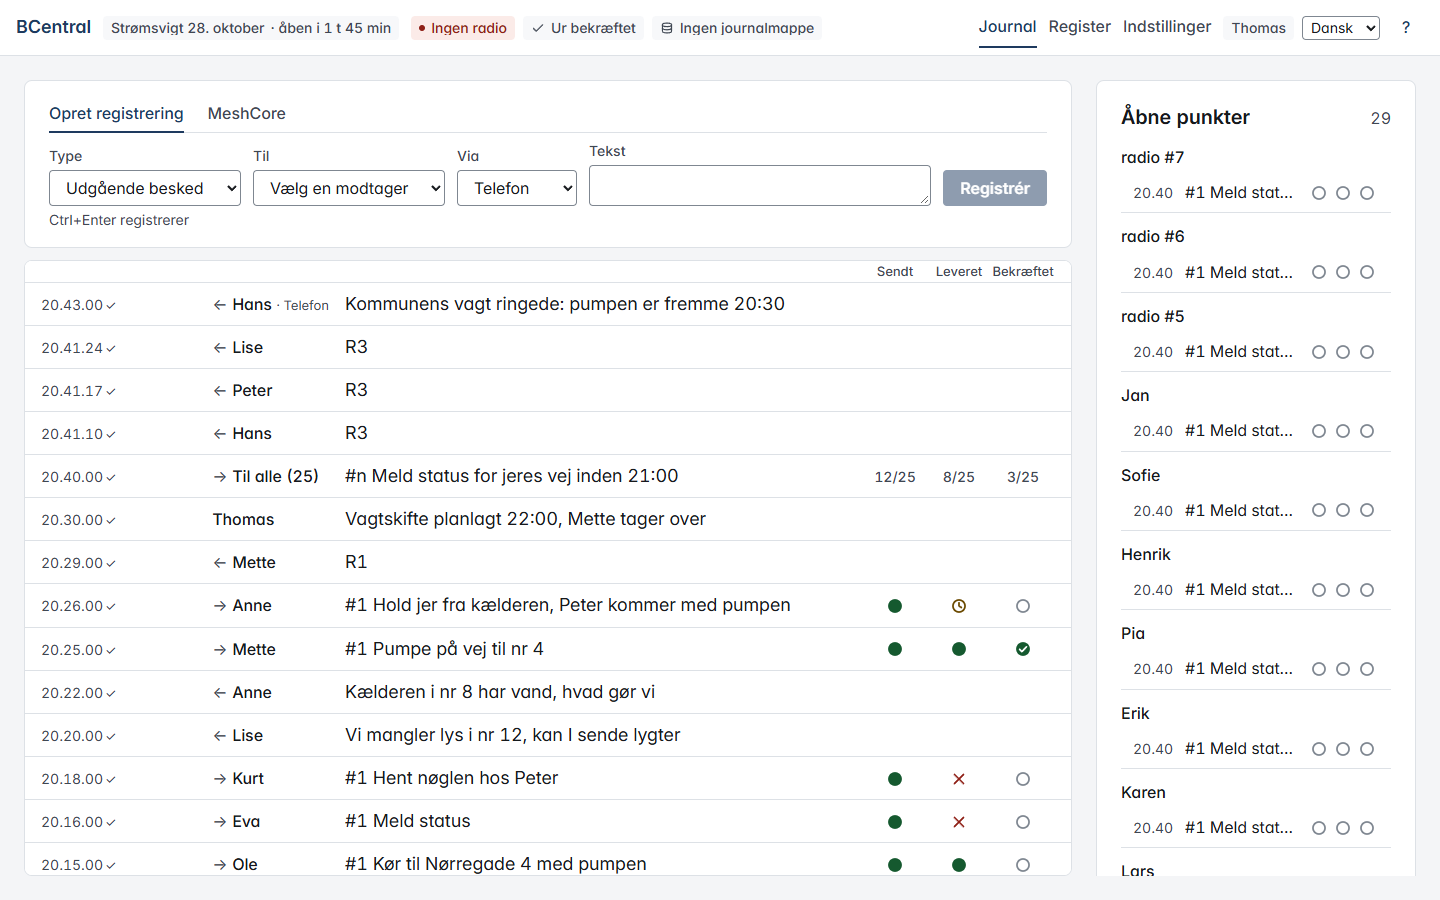 BCentral Strømsvigt 28. oktober · åben i 1 t 45 min Ingen radio Ur bekræftet Ingen journalmappe Journal Register Indstillinger Thomas Dansk ?
Opret registrering MeshCore
Type Til Via Tekst
Udgående besked Vælg en modtager Telefon Registrér
Ctrl+Enter registrerer
Sendt Leveret Bekræftet
20.43.00 ← Hans · Telefon Kommunens vagt ringede: pumpen er fremme 20:30
20.41.24 ← Lise R3
20.41.17 ← Peter R3
20.41.10 ← Hans R3
20.40.00 → Til alle (25) #n Meld status for jeres vej inden 21:00 12/25 8/25 3/25
20.30.00 Thomas Vagtskifte planlagt 22:00, Mette tager over
20.29.00 ← Mette R1
20.26.00 → Anne #1 Hold jer fra kælderen, Peter kommer med pumpen
20.25.00 → Mette #1 Pumpe på vej til nr 4
20.22.00 ← Anne Kælderen i nr 8 har vand, hvad gør vi
20.20.00 ← Lise Vi mangler lys i nr 12, kan I sende lygter
20.18.00 → Kurt #1 Hent nøglen hos Peter
20.16.00 → Eva #1 Meld status
20.15.00 → Ole #1 Kør til Nørregade 4 med pumpen
Åbne punkter 29
radio #7
20.40 #1 Meld stat...
radio #6
20.40 #1 Meld stat...
radio #5
20.40 #1 Meld stat...
Jan
20.40 #1 Meld stat...
Sofie
20.40 #1 Meld stat...
Henrik
20.40 #1 Meld stat...
Pia
20.40 #1 Meld stat...
Erik
20.40 #1 Meld stat...
Karen
20.40 #1 Meld stat...
Lars